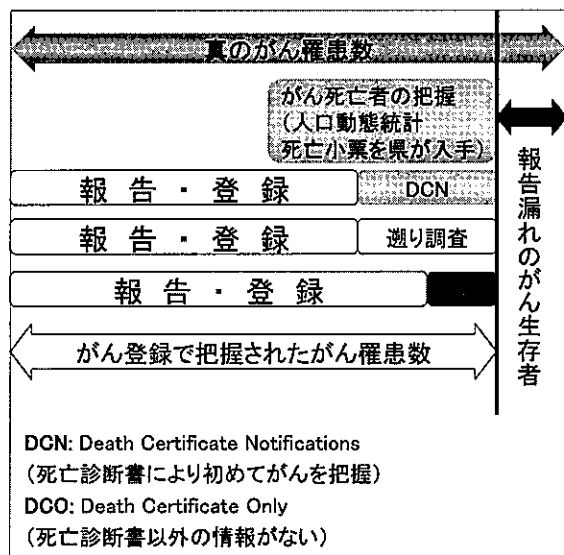 真のがん罹患数
がん死亡者の把握
(人口動態統計
死亡小票を県が入手)
報告・登録
DCN
報告・登録
遡り調査
報告・登録
がん登録で把握されたがん罹患数
報告漏れのがん生存者
DCN: Death Certificate Notifications
(死亡診断書により初めてがんを把握)
DCO: Death Certificate Only
(死亡診断書以外の情報がない)